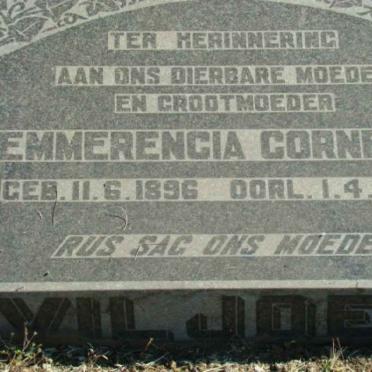 TER HERINNERING
AAN ONS DIERBARE MOEDE
EN GROOTMOEDER
EMMERENCIA CORNE
GEB. 11.6.1896 OORL. 1.4.
RUS SAG ONS MOEDE
VILJOE